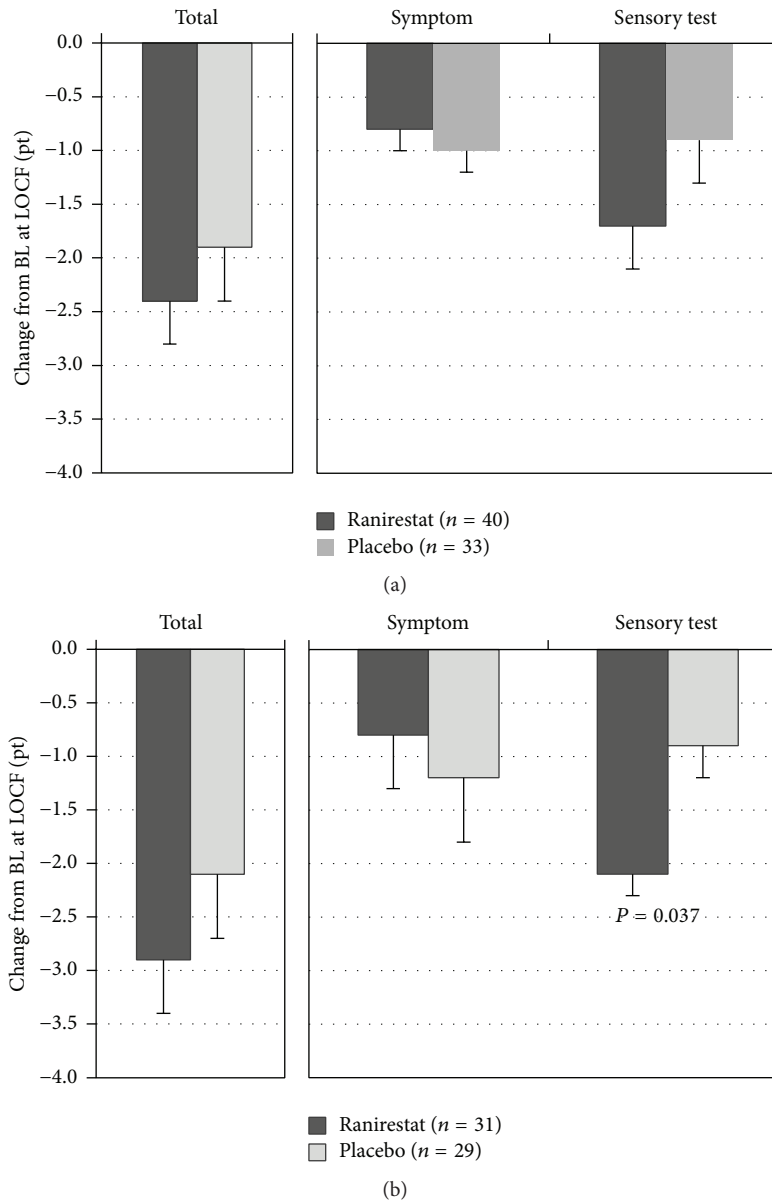 Total Symptom Sensory test
0.0
−0.5
−1.0
−1.5
−2.0
−2.5
−3.0
−3.5
−4.0
Change from BL at LOCF (pt)
Ranirestat (n = 40)
Placebo (n = 33)
(a)
Total Symptom Sensory test
0.0
−0.5
−1.0
−1.5
−2.0
−2.5
−3.0
−3.5
−4.0
Change from BL at LOCF (pt)
P = 0.037
Ranirestat (n = 31)
Placebo (n = 29)
(b)